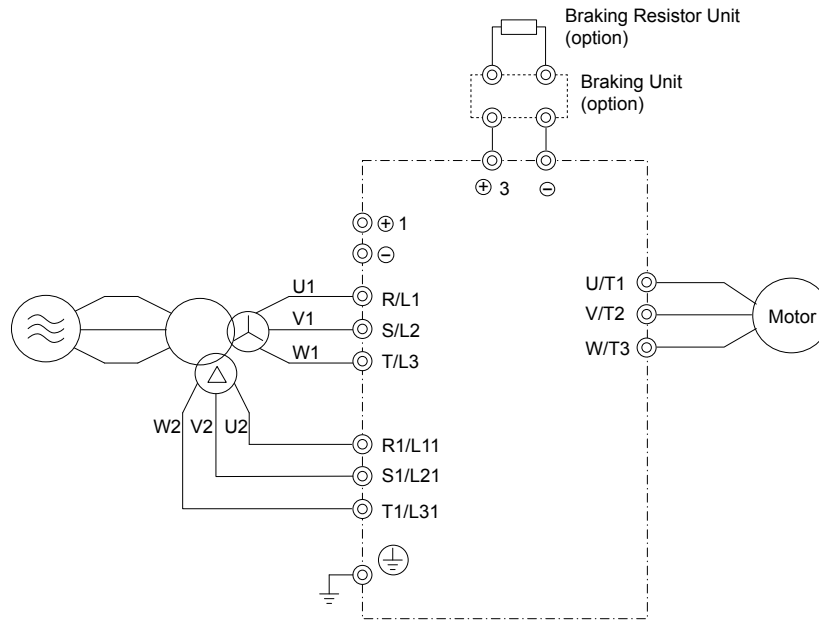 Braking Resistor Unit
(option)
Braking Unit
(option)
⊕ 3
⊖
⊕ 1
⊖
U1
R/L1
V1
S/L2
W1
T/L3
U/T1
V/T2
W/T3
Motor
W2
V2
U2
R1/L11
S1/L21
T1/L31